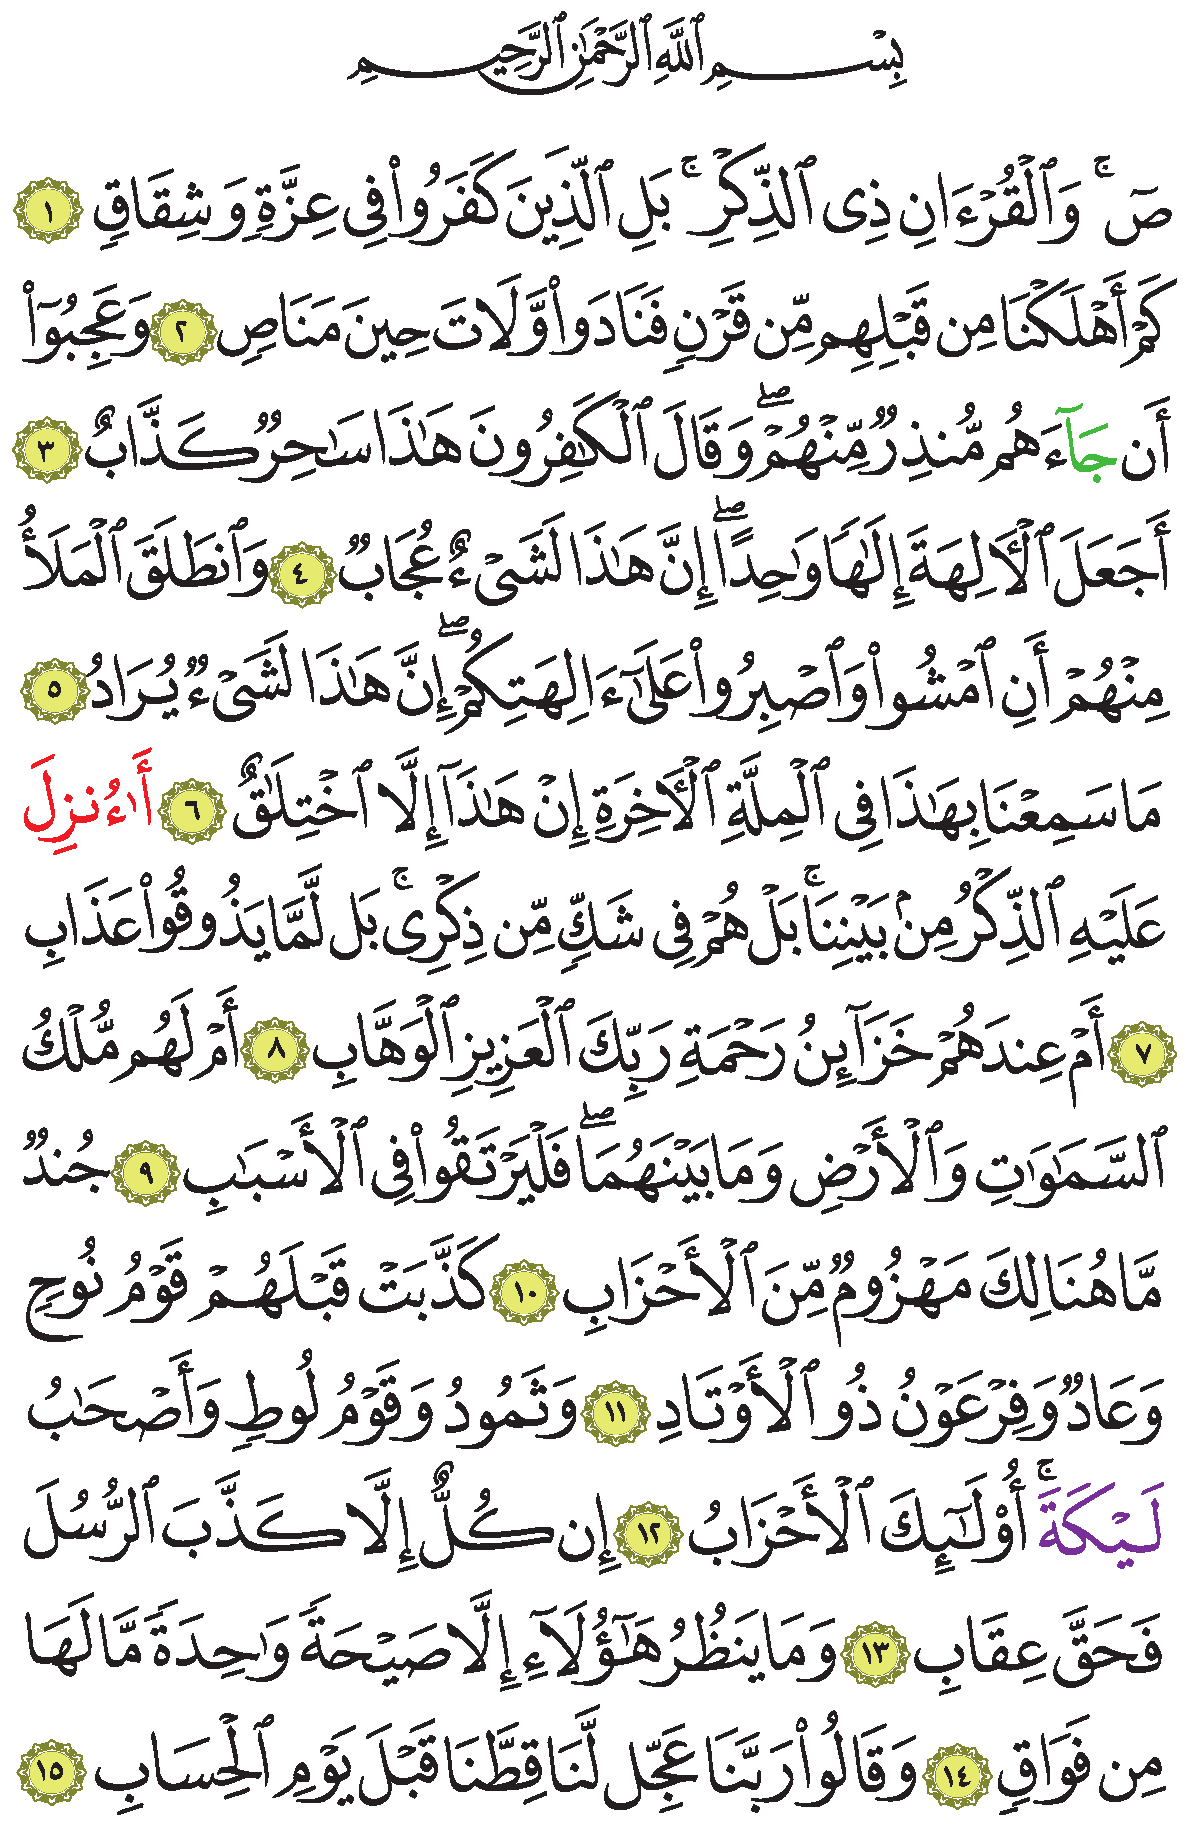 بِسْمِ ٱللَّهِ ٱلرَّحْمَٰنِ ٱلرَّحِيمِ
صٓ ۚ وَٱلْقُرْءَانِ ذِى ٱلذِّكْرِ ۚ بَلِ ٱلَّذِينَ كَفَرُوا۟ فِى عِزَّةٍ وَشِقَاقٍ ١
كَمْ أَهْلَكْنَا مِن قَبْلِهِم مِّن قَرْنٍ فَنَادَوا۟ وَّلَاتَ حِينَ مَنَاصٍ ٢ وَعَجِبُوٓا۟
أَن جَآءَهُم مُّنذِرٌ مِّنْهُمْ ۖ وَقَالَ ٱلْكَٰفِرُونَ هَٰذَا سَٰحِرٌ كَذَّابٌ ٣
أَجَعَلَ ٱلْأٓلِهَةَ إِلَٰهًا وَٰحِدًا ۖ إِنَّ هَٰذَا لَشَىْءٌ عُجَابٌ ٤ وَٱنطَلَقَ ٱلْمَلَأُ
مِنْهُمْ أَنِ ٱمْشُوا۟ وَٱصْبِرُوا۟ عَلَىٰٓ ءَالِهَتِكُمْ ۖ إِنَّ هَٰذَا لَشَىْءٌ يُرَادُ ٥
مَا سَمِعْنَا بِهَٰذَا فِى ٱلْمِلَّةِ ٱلْأَخِرَةِ إِنْ هَٰذَآ إِلَّا ٱخْتِلَٰقٌ ٦ أَا۬ءُنزِلَ
عَلَيْهِ ٱلذِّكْرُ مِنۢ بَيْنِنَا ۚ بَلْ هُمْ فِى شَكٍّ مِّن ذِكْرِى ۚ بَل لَّمَّا يَذُوقُوا۟ عَذَابِ
٧ أَمْ عِندَهُمْ خَزَآئِنُ رَحْمَةِ رَبِّكَ ٱلْعَزِيزِ ٱلْوَهَّابِ ٨ أَمْ لَهُم مُّلْكُ
ٱلسَّمَٰوَٰتِ وَٱلْأَرْضِ وَمَا بَيْنَهُمَا ۖ فَلْيَرْتَقُوا۟ فِى ٱلْأَسْبَٰبِ ٩ جُندٌ
مَّا هُنَالِكَ مَهْزُومٌ مِّنَ ٱلْأَحْزَابِ ١٠ كَذَّبَتْ قَبْلَهُمْ قَوْمُ نُوحٍ
وَعَادٌ وَفِرْعَوْنُ ذُو ٱلْأَوْتَادِ ١١ وَثَمُودُ وَقَوْمُ لُوطٍ وَأَصْحَٰبُ
لَيْكَةَ ۚ أُو۟لَٰٓئِكَ ٱلْأَحْزَابُ ١٢ إِن كُلٌّ إِلَّا كَذَّبَ ٱلرُّسُلَ
فَحَقَّ عِقَابِ ١٣ وَمَا يَنظُرُ هَٰٓؤُلَآءِ إِلَّا صَيْحَةً وَٰحِدَةً مَّا لَهَا
مِن فَوَاقٍ ١٤ وَقَالُوا۟ رَبَّنَا عَجِّل لَّنَا قِطَّنَا قَبْلَ يَوْمِ ٱلْحِسَابِ ١٥